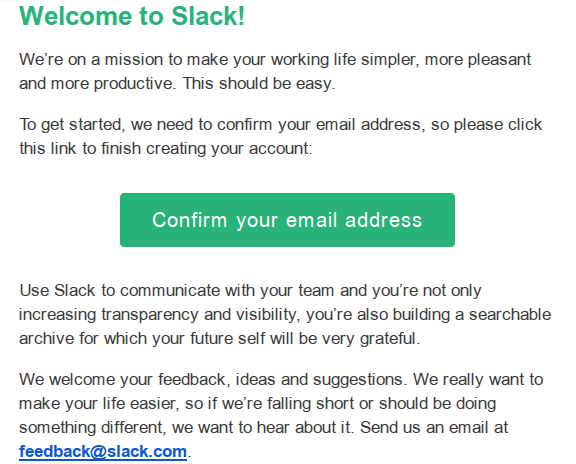 Welcome to Slack!
We’re on a mission to make your working life simpler, more pleasant
and more productive. This should be easy.
To get started, we need to confirm your email address, so please click
this link to finish creating your account:
Confirm your email address
Use Slack to communicate with your team and you’re not only
increasing transparency and visibility, you’re also building a searchable
archive for which your future self will be very grateful.
We welcome your feedback, ideas and suggestions. We really want to
make your life easier, so if we’re falling short or should be doing
something different, we want to hear about it. Send us an email at
feedback@slack.com.